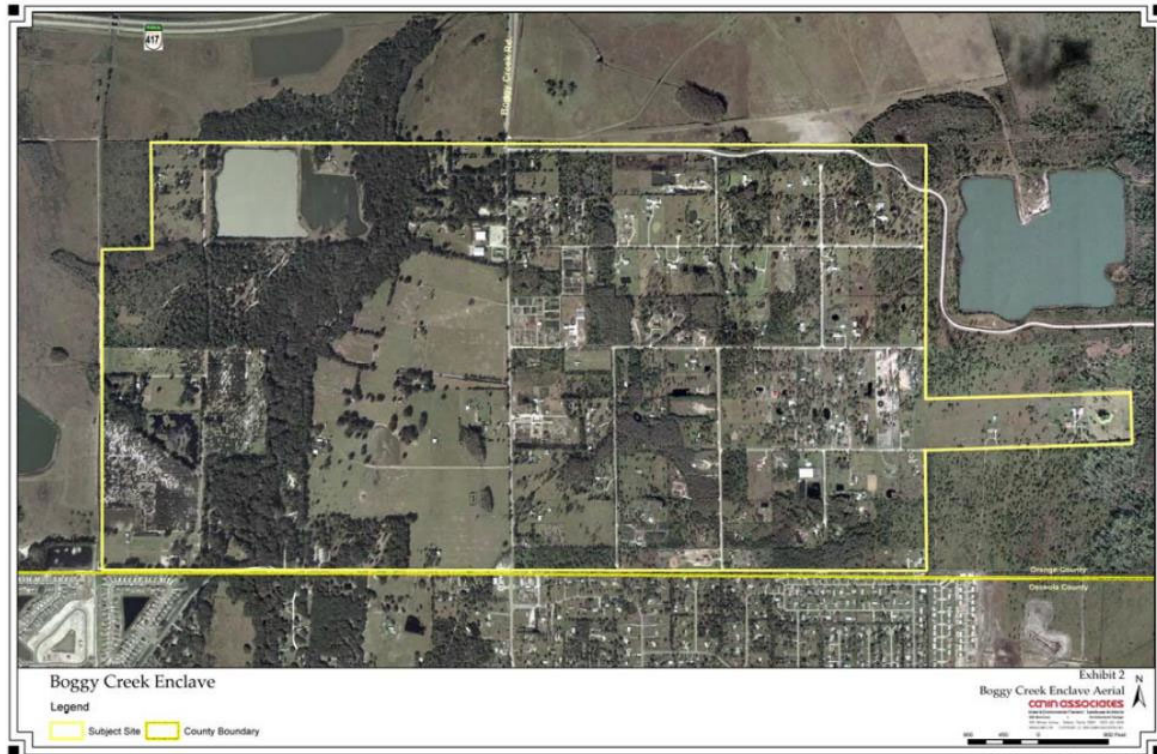 417
Boggy Creek Rd
Orange County
Osceola County
Boggy Creek Enclave
Legend
Subject Site
County Boundary
Exhibit 2
Boggy Creek Enclave Aerial
canin associates
N